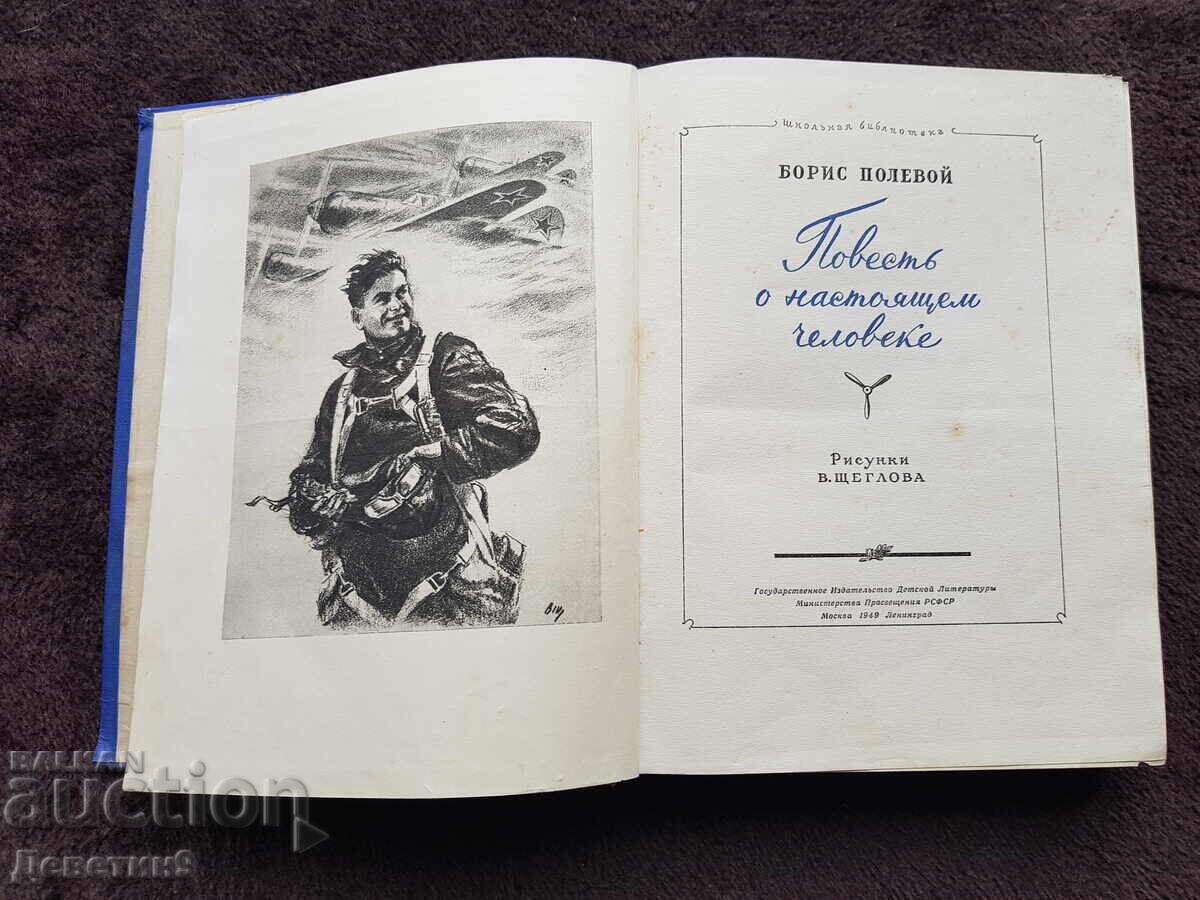 Школьная библиотека
БОРИС ПОЛЕВОЙ
Повесть
о настоящем
человеке
Рисунки
В. ЩЕГЛОВА
Государственное Издательство Детской Литературы
Министерства Просвещения РСФСР
Москва 1949 Ленинград
ВЩ
BALKAN
auction
Деветин9